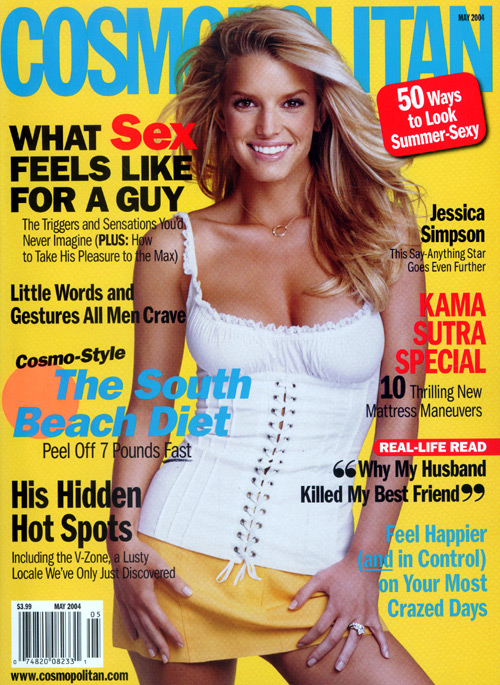 COSMOPOLITAN
MAY 2004
50 Ways
to Look
Summer-Sexy
WHAT Sex
FEELS LIKE
FOR A GUY
The Triggers and Sensations You'd
Never Imagine (PLUS: How
to Take His Pleasure to the Max)
Jessica
Simpson
This Say-Anything Star
Goes Even Further
Little Words and
Gestures All Men Crave
KAMA
SUTRA
SPECIAL
10 Thrilling New
Mattress Maneuvers
Cosmo-Style
The South
Beach Diet
Peel Off 7 Pounds Fast
REAL-LIFE READ
“Why My Husband
Killed My Best Friend”
His Hidden
Hot Spots
Including the V-Zone, a Lusty
Locale We've Only Just Discovered
Feel Happier
(and in Control)
on Your Most
Crazed Days
$3.99 MAY 2004
05
0 74820 08233 1
www.cosmopolitan.com